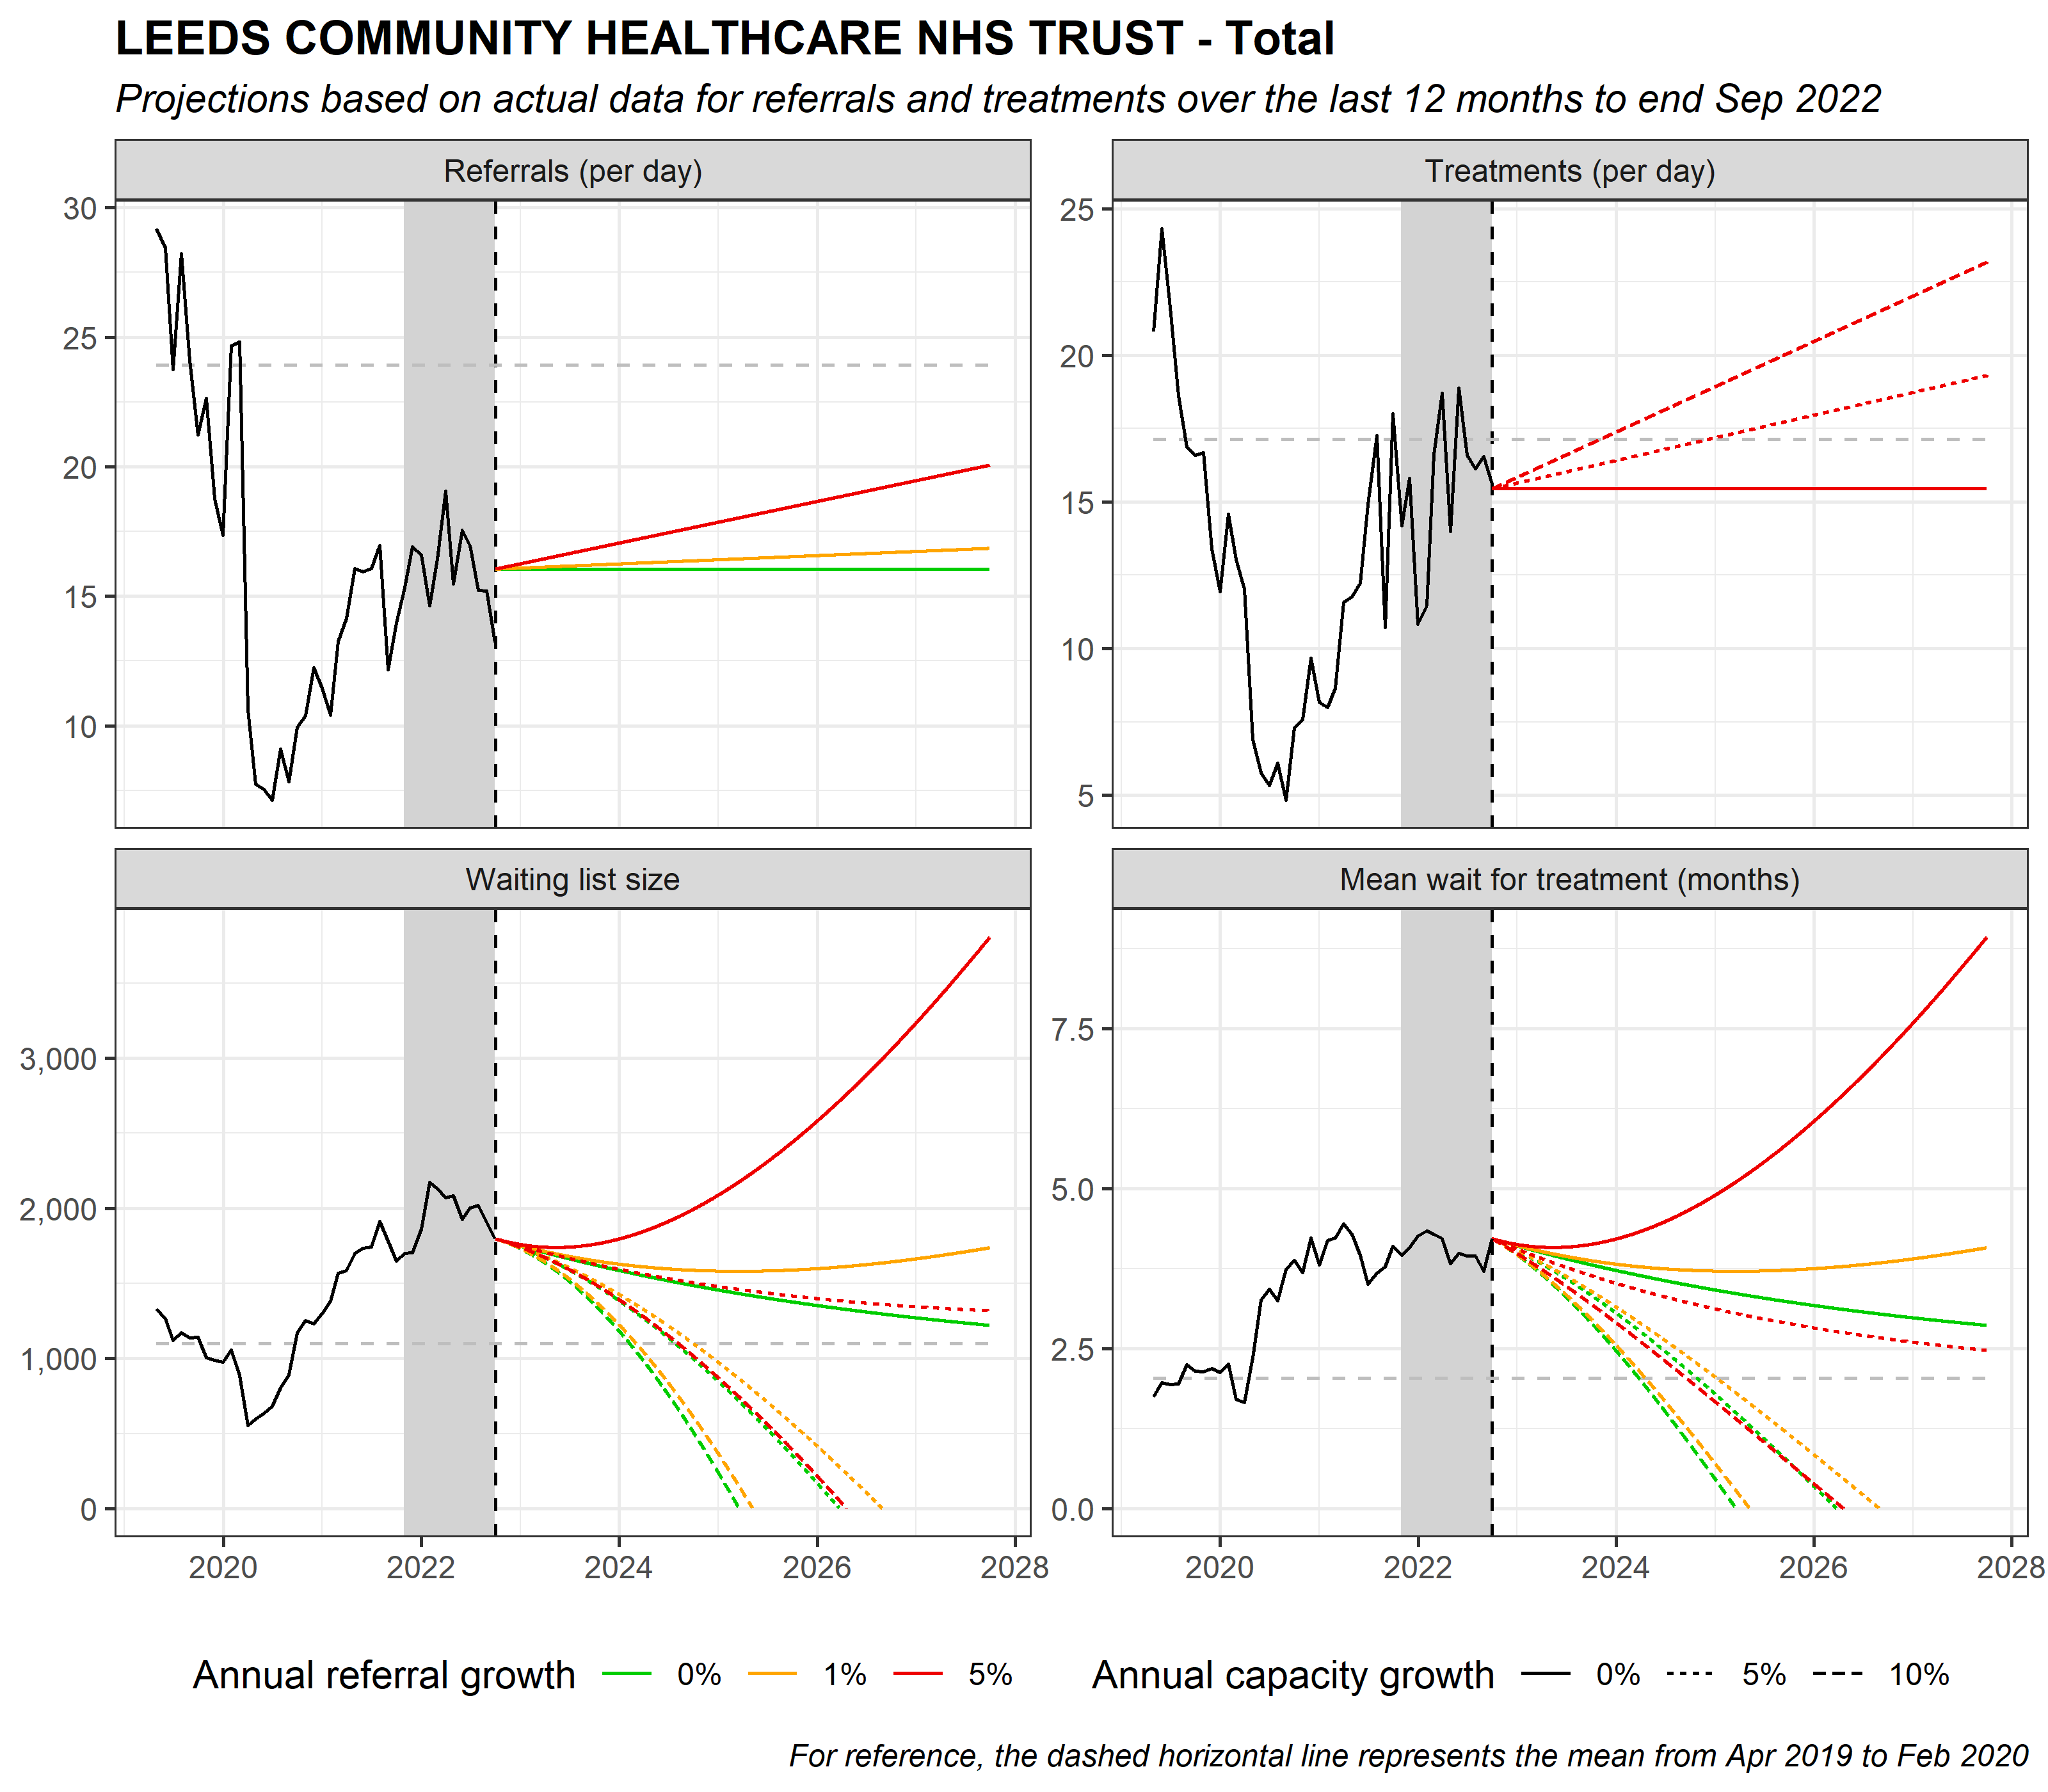 LEEDS COMMUNITY HEALTHCARE NHS TRUST - Total
Projections based on actual data for referrals and treatments over the last 12 months to end Sep 2022
Referrals (per day)
30
25
20
15
10
Treatments (per day)
25
20
15
10
5
Waiting list size
3,000
2,000
1,000
0
2020 2022 2024 2026 2028
Mean wait for treatment (months)
7.5
5.0
2.5
0.0
2020 2022 2024 2026 2028
Annual referral growth 0% 1% 5%
Annual capacity growth 0% 5% 10%
For reference, the dashed horizontal line represents the mean from Apr 2019 to Feb 2020